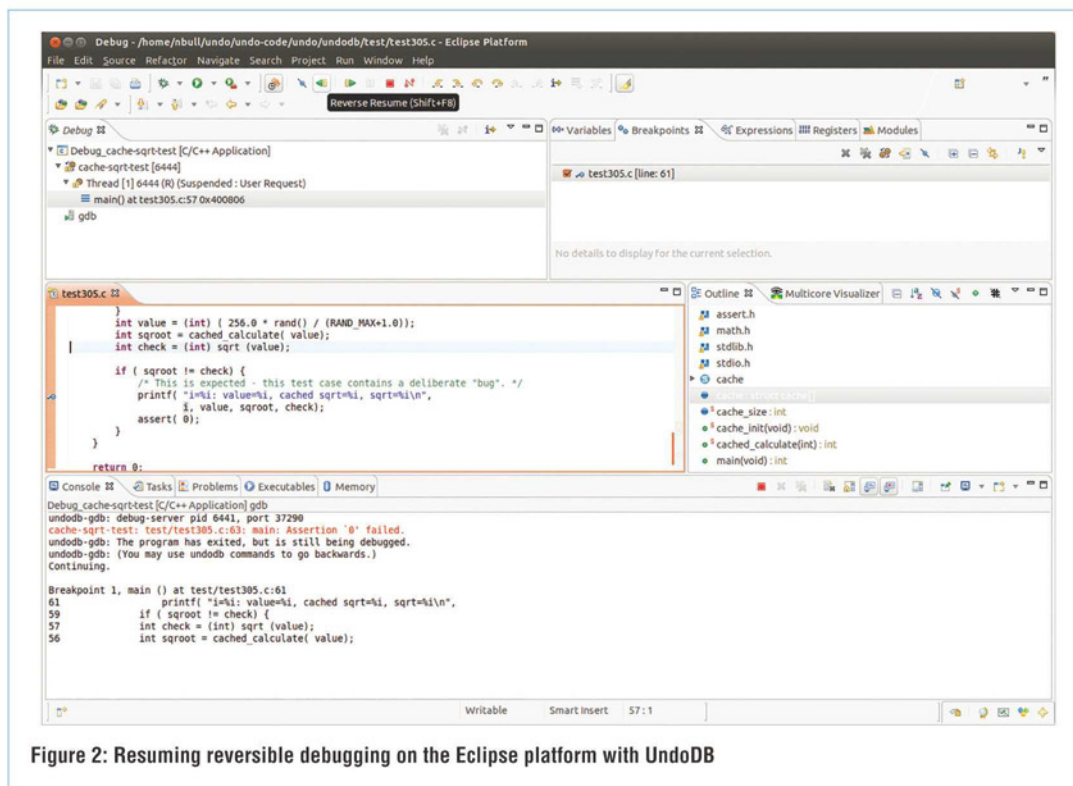 Debug - /home/nbull/undo/undo-code/undo/undodb/test/test305.c - Eclipse Platform
File Edit Source Refactor Navigate Search Project Run Window Help
Reverse Resume (Shift+F8)
Debug
Debug_cache-sqrt-test [C/C++ Application]
cache-sqrt-test [6444]
Thread [1] 6444 (R) (Suspended : User Request)
main() at test305.c:57 0x400806
gdb
Variables Breakpoints Expressions Registers Modules
test305.c [line: 61]
No details to display for the current selection.
test305.c
}
int value = (int) ( 256.0 * rand() / (RAND_MAX+1.0));
int sqroot = cached_calculate( value);
int check = (int) sqrt (value);
if ( sqroot != check) {
/* This is expected - this test case contains a deliberate "bug". */
printf( "i=%i: value=%i, cached sqrt=%i, sqrt=%i\n",
i, value, sqroot, check);
assert( 0);
}
}
return 0;
Outline Multicore Visualizer
assert.h
math.h
stdlib.h
stdio.h
cache
cache : struct cache[]
cache_size : int
cache_init(void) : void
cached_calculate(int) : int
main(void) : int
Console Tasks Problems Executables Memory
Debug_cache-sqrt-test [C/C++ Application] gdb
undodb-gdb: debug-server pid 6441, port 37290
cache-sqrt-test: test/test305.c:63: main: Assertion `0' failed.
undodb-gdb: The program has exited, but is still being debugged.
undodb-gdb: (You may use undodb commands to go backwards.)
Continuing.
Breakpoint 1, main () at test/test305.c:61
61 printf( "i=%i: value=%i, cached sqrt=%i, sqrt=%i\n",
59 if ( sqroot != check) {
57 int check = (int) sqrt (value);
56 int sqroot = cached_calculate( value);
Writable Smart Insert 57 : 1
Figure 2: Resuming reversible debugging on the Eclipse platform with UndoDB